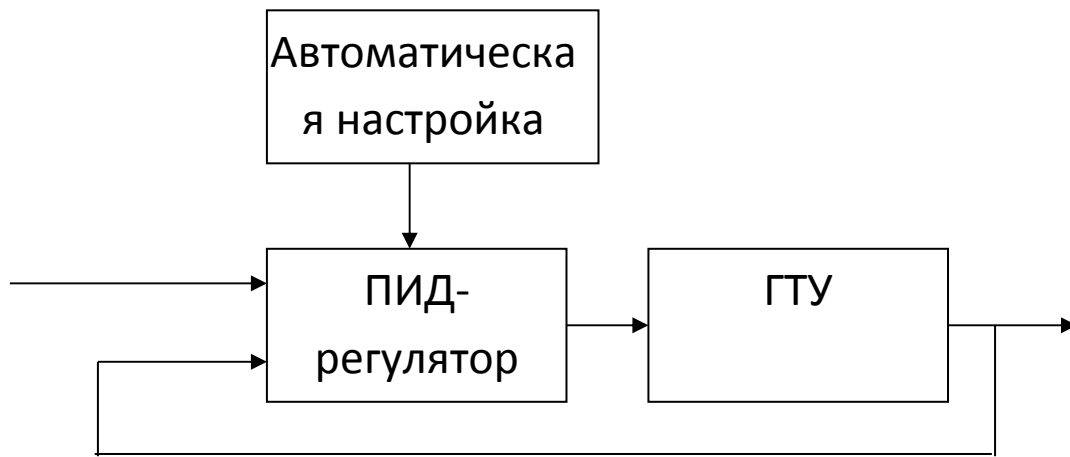 Автоматическа
я настройка
ПИД-
регулятор
ГТУ